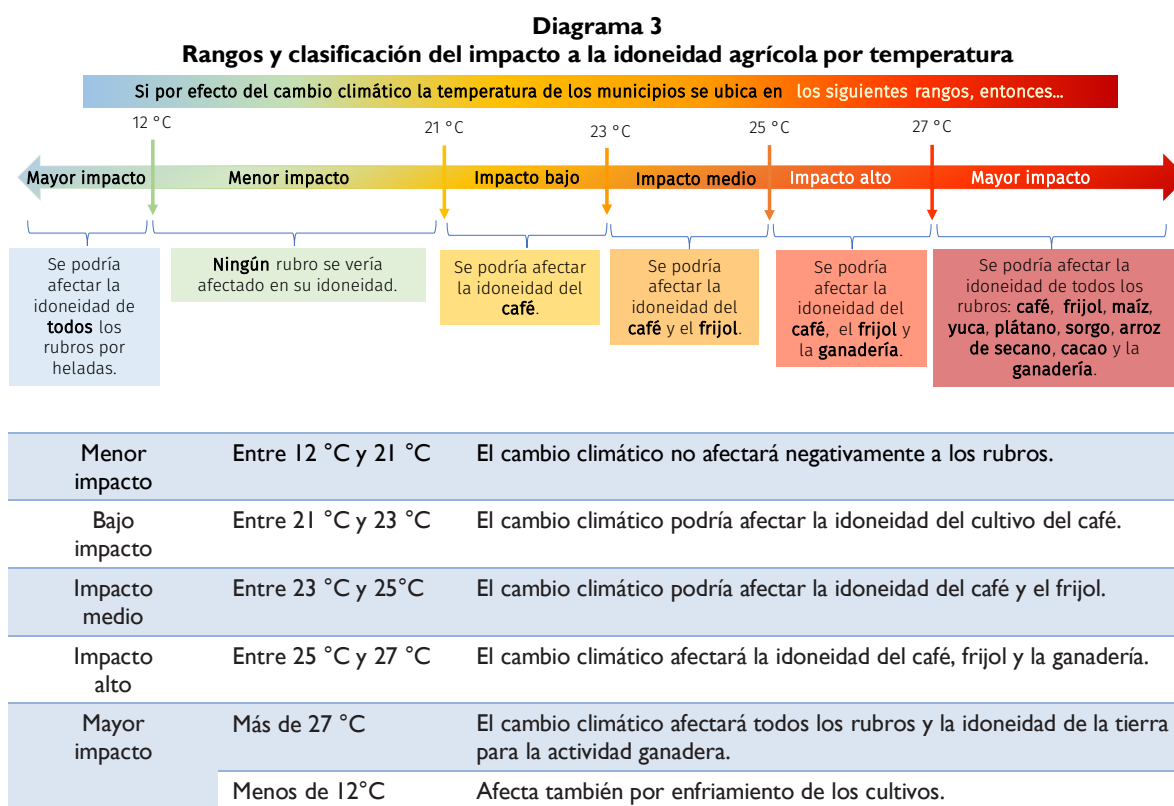 Diagrama 3
Rangos y clasificación del impacto a la idoneidad agrícola por temperatura
Si por efecto del cambio climático la temperatura de los municipios se ubica en los siguientes rangos, entonces...
12 °C
21 °C
23 °C
25 °C
27 °C
Mayor impacto
Menor impacto
Impacto bajo
Impacto medio
Impacto alto
Mayor impacto
Se podría
afectar la
idoneidad de
todos los
rubros por
heladas.
Ningún rubro se vería
afectado en su idoneidad.
Se podría afectar
la idoneidad del
café.
Se podría
afectar la
idoneidad del
café y el frijol.
Se podría
afectar la
idoneidad del
café, el frijol y
la ganadería.
Se podría afectar la
idoneidad de todos los
rubros: café, frijol, maíz,
yuca, plátano, sorgo, arroz
de secano, cacao y la
ganadería.
Menor
impacto
Entre 12 °C y 21 °C
El cambio climático no afectará negativamente a los rubros.
Bajo
impacto
Entre 21 °C y 23 °C
El cambio climático podría afectar la idoneidad del cultivo del café.
Impacto
medio
Entre 23 °C y 25°C
El cambio climático podría afectar la idoneidad del café y el frijol.
Impacto
alto
Entre 25 °C y 27 °C
El cambio climático afectará la idoneidad del café, frijol y la ganadería.
Mayor
impacto
Más de 27 °C
El cambio climático afectará todos los rubros y la idoneidad de la tierra
para la actividad ganadera.
Menos de 12°C
Afecta también por enfriamiento de los cultivos.